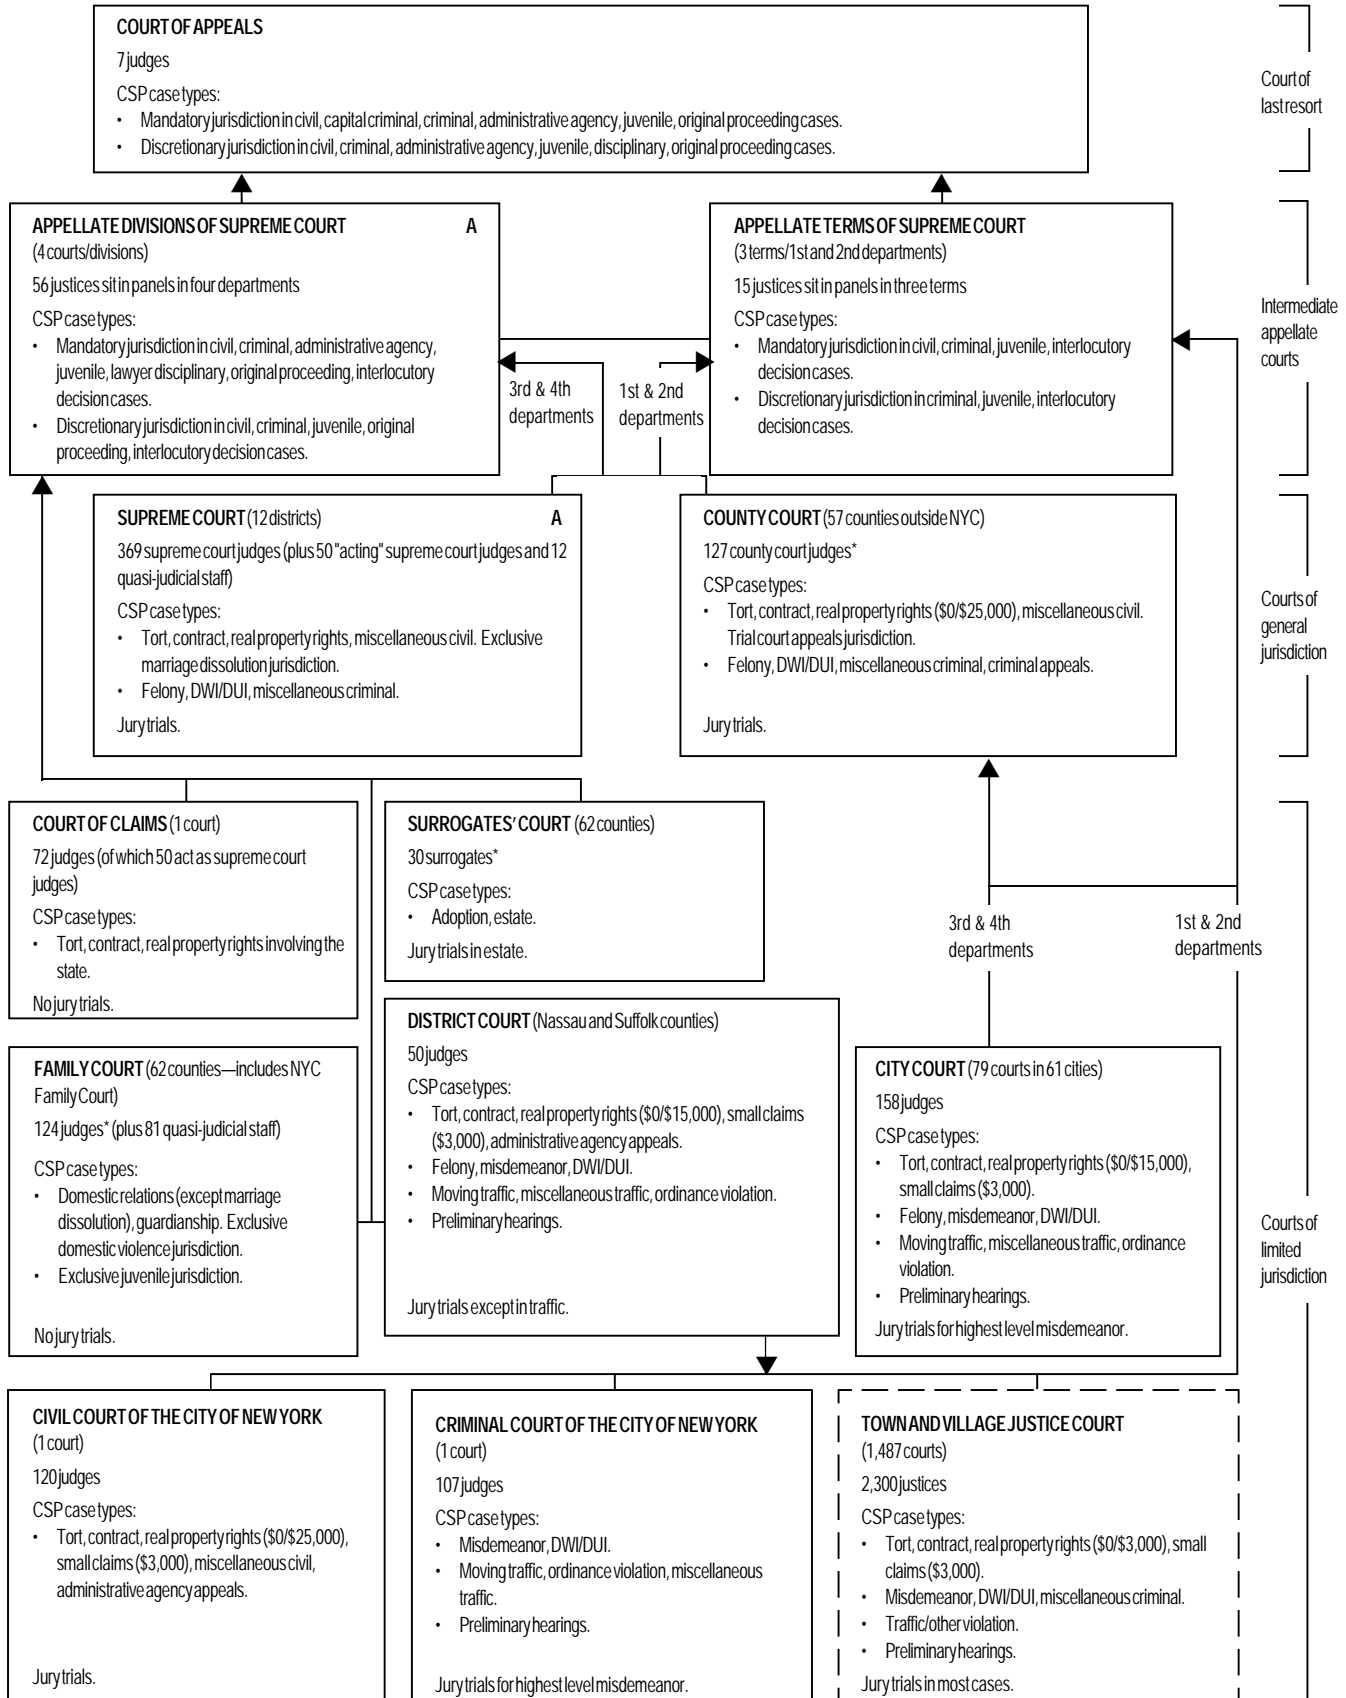 COURT OF APPEALS
7 judges
CSP case types:
• Mandatory jurisdiction in civil, capital criminal, criminal, administrative agency, juvenile, original proceeding cases.
• Discretionary jurisdiction in civil, criminal, administrative agency, juvenile, disciplinary, original proceeding cases.
Court of
last resort
APPELLATE DIVISIONS OF SUPREME COURT A
(4 courts/divisions)
56 justices sit in panels in four departments
CSP case types:
• Mandatory jurisdiction in civil, criminal, administrative agency,
juvenile, lawyer disciplinary, original proceeding, interlocutory
decision cases.
• Discretionary jurisdiction in civil, criminal, juvenile, original
proceeding, interlocutory decision cases.
3rd & 4th
departments
1st & 2nd
departments
APPELLATE TERMS OF SUPREME COURT
(3 terms/1st and 2nd departments)
15 justices sit in panels in three terms
CSP case types:
• Mandatory jurisdiction in civil, criminal, juvenile, interlocutory
decision cases.
• Discretionary jurisdiction in criminal, juvenile, interlocutory
decision cases.
Intermediate
appellate
courts
SUPREME COURT (12 districts) A
369 supreme court judges (plus 50 "acting" supreme court judges and 12
quasi-judicial staff)
CSP case types:
• Tort, contract, real property rights, miscellaneous civil. Exclusive
marriage dissolution jurisdiction.
• Felony, DWI/DUI, miscellaneous criminal.
Jury trials.
COUNTY COURT (57 counties outside NYC)
127 county court judges*
CSP case types:
• Tort, contract, real property rights ($0/$25,000), miscellaneous civil.
Trial court appeals jurisdiction.
• Felony, DWI/DUI, miscellaneous criminal, criminal appeals.
Jury trials.
Courts of
general
jurisdiction
COURT OF CLAIMS (1 court)
72 judges (of which 50 act as supreme court
judges)
CSP case types:
• Tort, contract, real property rights involving the
state.
No jury trials.
SURROGATES' COURT (62 counties)
30 surrogates*
CSP case types:
• Adoption, estate.
Jury trials in estate.
3rd & 4th
departments
1st & 2nd
departments
FAMILY COURT (62 counties—includes NYC
Family Court)
124 judges* (plus 81 quasi-judicial staff)
CSP case types:
• Domestic relations (except marriage
dissolution), guardianship. Exclusive
domestic violence jurisdiction.
• Exclusive juvenile jurisdiction.
No jury trials.
DISTRICT COURT (Nassau and Suffolk counties)
50 judges
CSP case types:
• Tort, contract, real property rights ($0/$15,000), small claims
($3,000), administrative agency appeals.
• Felony, misdemeanor, DWI/DUI.
• Moving traffic, miscellaneous traffic, ordinance violation.
• Preliminary hearings.
Jury trials except in traffic.
CITY COURT (79 courts in 61 cities)
158 judges
CSP case types:
• Tort, contract, real property rights ($0/$15,000),
small claims ($3,000).
• Felony, misdemeanor, DWI/DUI.
• Moving traffic, miscellaneous traffic, ordinance
violation.
• Preliminary hearings.
Jury trials for highest level misdemeanor.
Courts of
limited
jurisdiction
CIVIL COURT OF THE CITY OF NEW YORK
(1 court)
120 judges
CSP case types:
• Tort, contract, real property rights ($0/$25,000),
small claims ($3,000), miscellaneous civil,
administrative agency appeals.
Jury trials.
CRIMINAL COURT OF THE CITY OF NEW YORK
(1 court)
107 judges
CSP case types:
• Misdemeanor, DWI/DUI.
• Moving traffic, ordinance violation, miscellaneous
traffic.
• Preliminary hearings.
Jury trials for highest level misdemeanor.
TOWN AND VILLAGE JUSTICE COURT
(1,487 courts)
2,300 justices
CSP case types:
• Tort, contract, real property rights ($0/$3,000), small
claims ($3,000).
• Misdemeanor, DWI/DUI, miscellaneous criminal.
• Traffic/other violation.
• Preliminary hearings.
Jury trials in most cases.